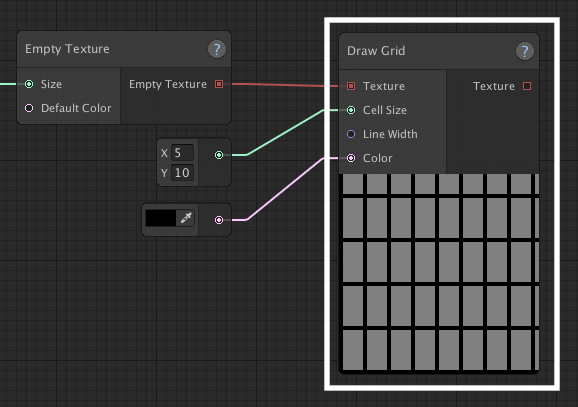 Empty Texture ?
Size
Empty Texture
Default Color
X 5
Y 10
Draw Grid ?
Texture
Texture
Cell Size
Line Width
Color